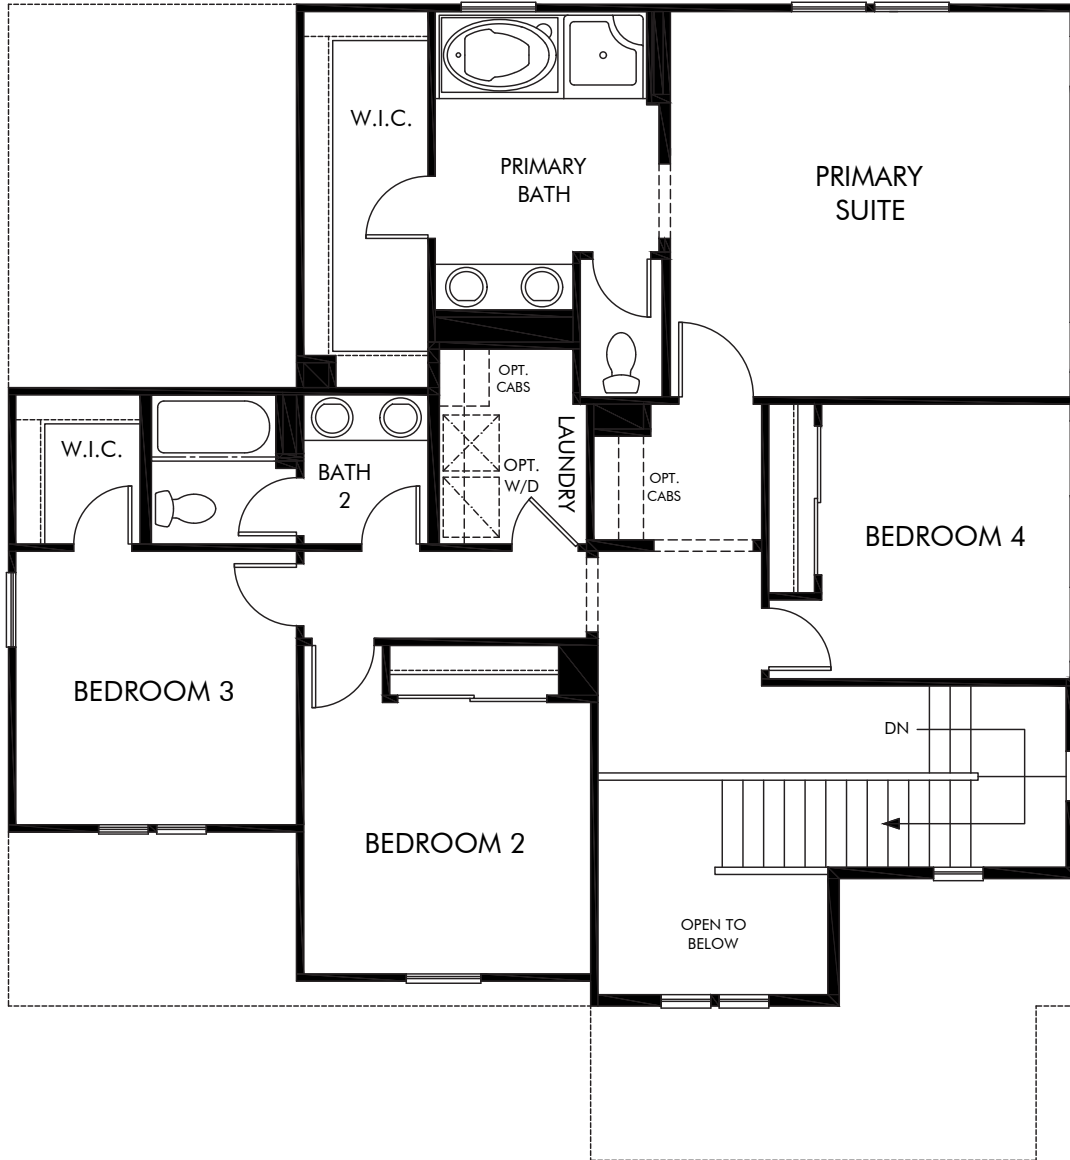 W.I.C.
PRIMARY
BATH
PRIMARY
SUITE
OPT.
CABS
LAUNDRY
OPT.
W/D
W.I.C.
BATH
2
OPT.
CABS
BEDROOM 4
BEDROOM 3
DN
BEDROOM 2
OPEN TO
BELOW